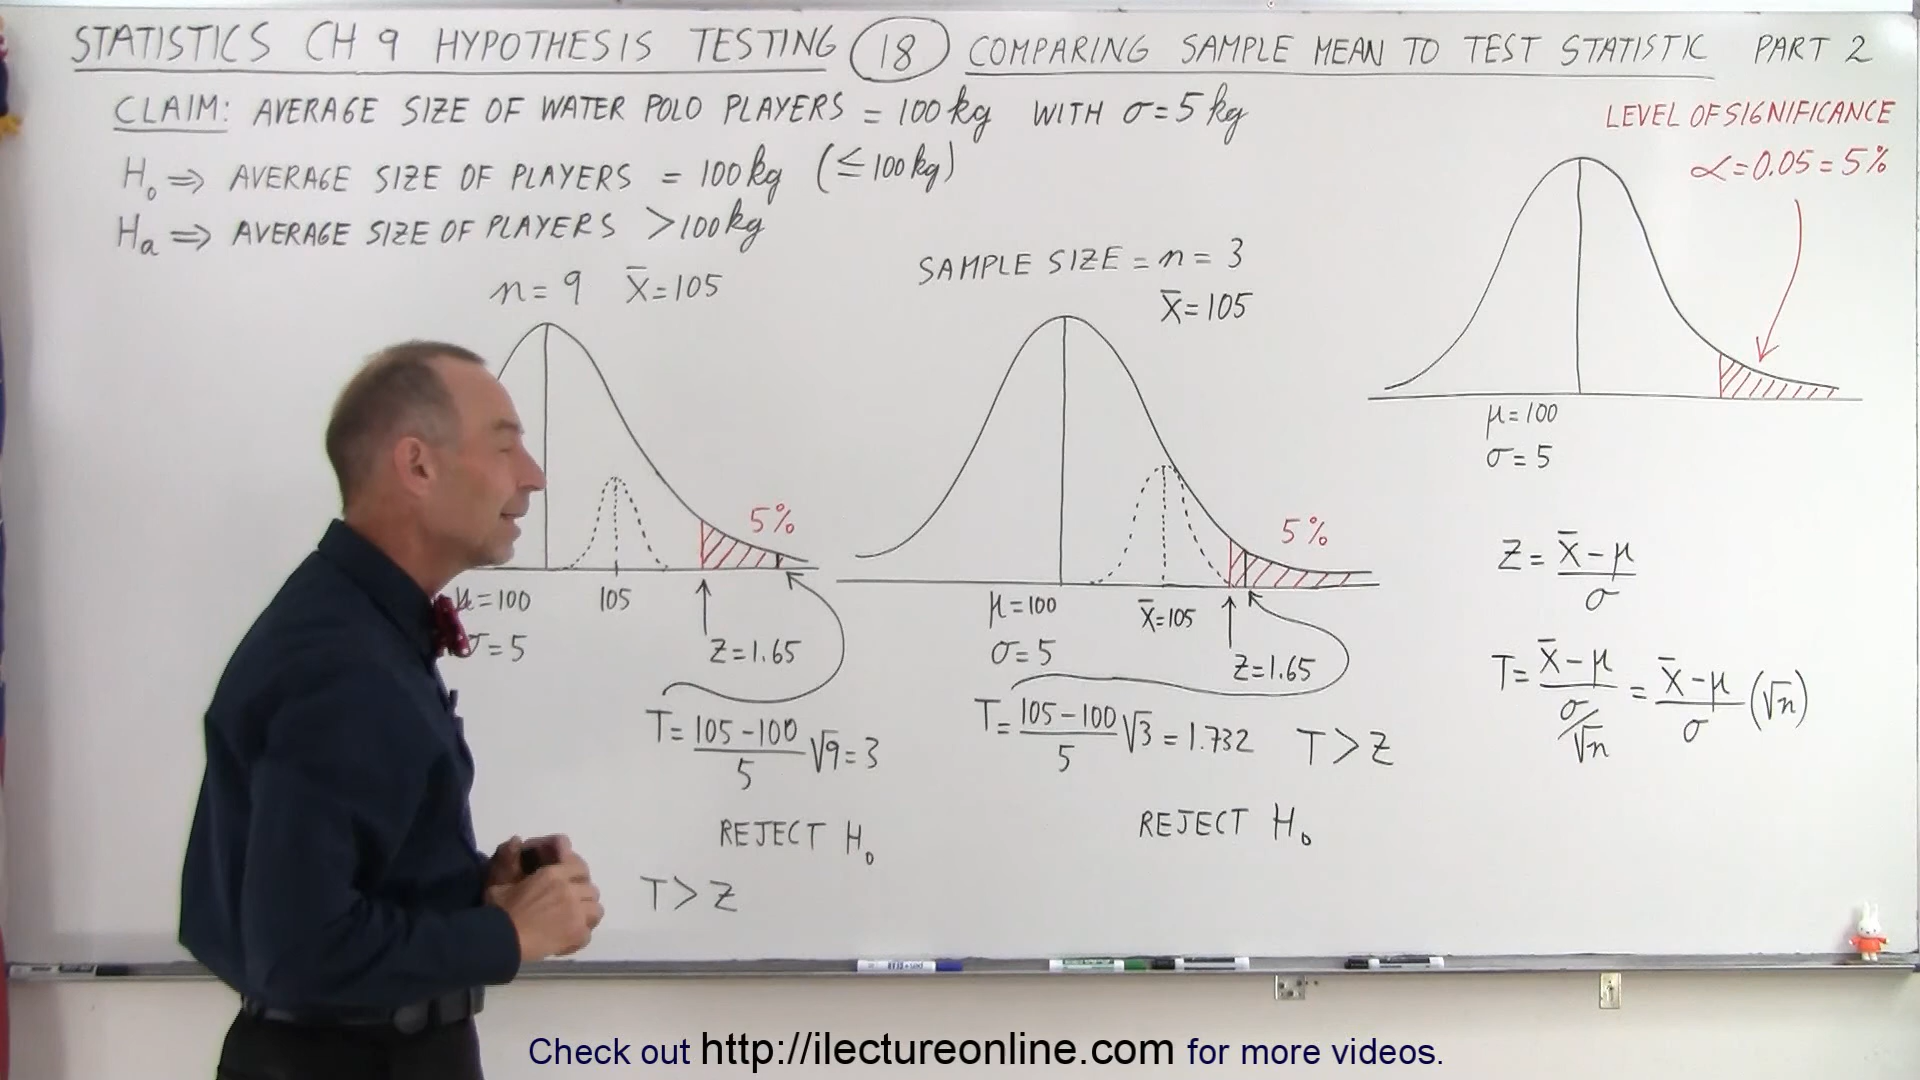 STATISTICS CH 9 HYPOTHESIS TESTING 18 COMPARING SAMPLE MEAN TO TEST STATISTIC PART 2
CLAIM: AVERAGE SIZE OF WATER POLO PLAYERS = 100 kg WITH σ = 5 kg
H₀ ⇒ AVERAGE SIZE OF PLAYERS = 100 kg (≤ 100 kg)
Hₐ ⇒ AVERAGE SIZE OF PLAYERS > 100 kg
n = 9 x̄ = 105
5%
μ = 100 105
σ = 5 Z = 1.65
T = (105 - 100)/5 √9 = 3
REJECT H₀
T > Z
SAMPLE SIZE = n = 3
x̄ = 105
5%
μ = 100 x̄ = 105
σ = 5 Z = 1.65
T = (105 - 100)/5 √3 = 1.732 T > Z
REJECT H₀
LEVEL OF SIGNIFICANCE
α = 0.05 = 5%
μ = 100
σ = 5
Z = (x̄ - μ)/σ
T = (x̄ - μ)/(σ/√n) = (x̄ - μ)/σ (√n)
Check out http://ilectureonline.com for more videos.